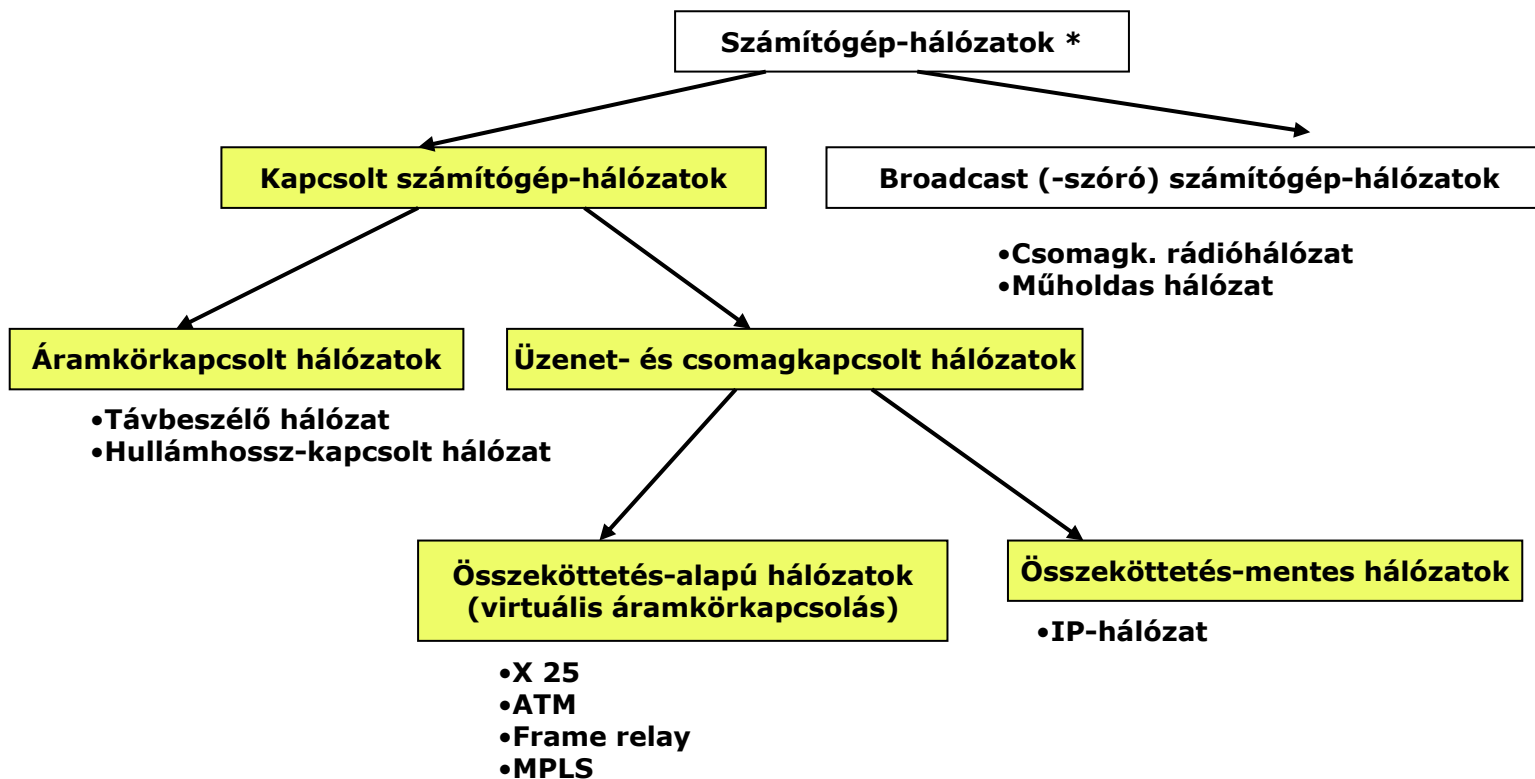 Számítógép-hálózatok *
Kapcsolt számítógép-hálózatok
Broadcast (-szóró) számítógép-hálózatok
•Csomagk. rádióhálózat
•Műholdas hálózat
Áramkörkapcsolt hálózatok
Üzenet- és csomagkapcsolt hálózatok
•Távbeszélő hálózat
•Hullámhossz-kapcsolt hálózat
Összeköttetés-alapú hálózatok
(virtuális áramkörkapcsolás)
Összeköttetés-mentes hálózatok
•IP-hálózat
•X 25
•ATM
•Frame relay
•MPLS